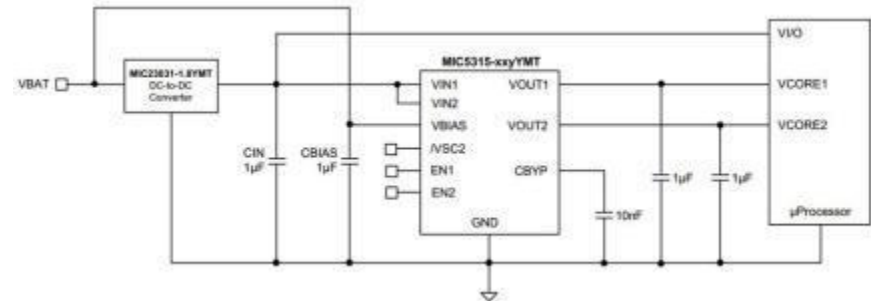 VI/O
MIC5315-xxyYMT
MIC23031-1.8YMT
DC-to-DC
Converter
VBAT
VIN1
VOUT1
VCORE1
VIN2
VBIAS
VOUT2
VCORE2
/VSC2
CIN
1µF
CBIAS
1µF
EN1
CBYP
EN2
1µF
1µF
10nF
GND
µProcessor